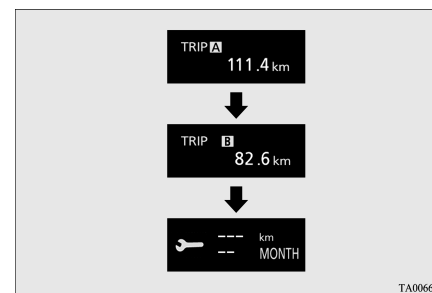 TRIP A
111.4 km
TRIP B
82.6 km
--- km
-- MONTH
TA0066